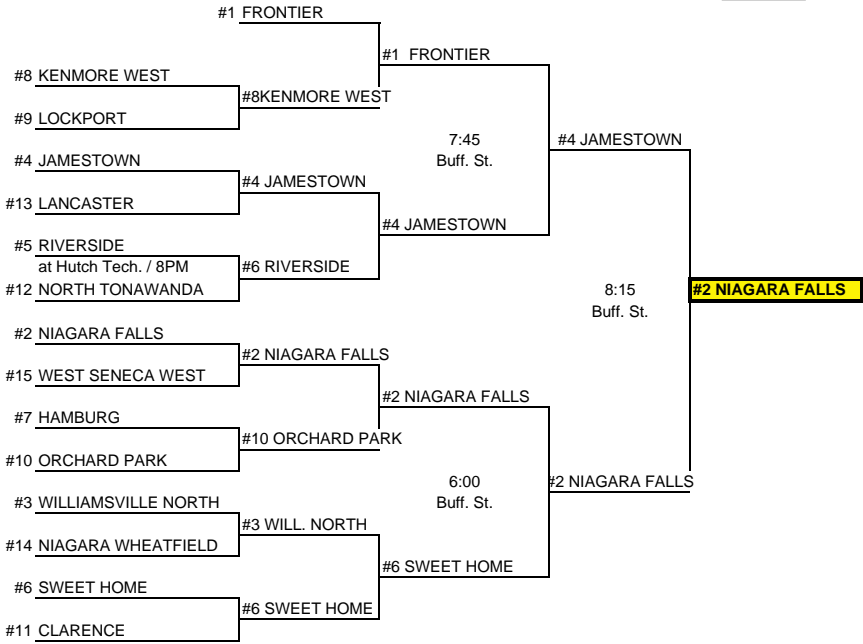 #1 FRONTIER
#1 FRONTIER
#8 KENMORE WEST
#8KENMORE WEST
#9 LOCKPORT
7:45
Buff. St.
#4 JAMESTOWN
#4 JAMESTOWN
#4 JAMESTOWN
#13 LANCASTER
#4 JAMESTOWN
#5 RIVERSIDE
at Hutch Tech. / 8PM
#6 RIVERSIDE
#12 NORTH TONAWANDA
8:15
Buff. St.
#2 NIAGARA FALLS
#2 NIAGARA FALLS
#2 NIAGARA FALLS
#15 WEST SENECA WEST
#2 NIAGARA FALLS
#7 HAMBURG
#10 ORCHARD PARK
#10 ORCHARD PARK
6:00
Buff. St.
#2 NIAGARA FALLS
#3 WILLIAMSVILLE NORTH
#3 WILL. NORTH
#14 NIAGARA WHEATFIELD
#6 SWEET HOME
#6 SWEET HOME
#6 SWEET HOME
#11 CLARENCE